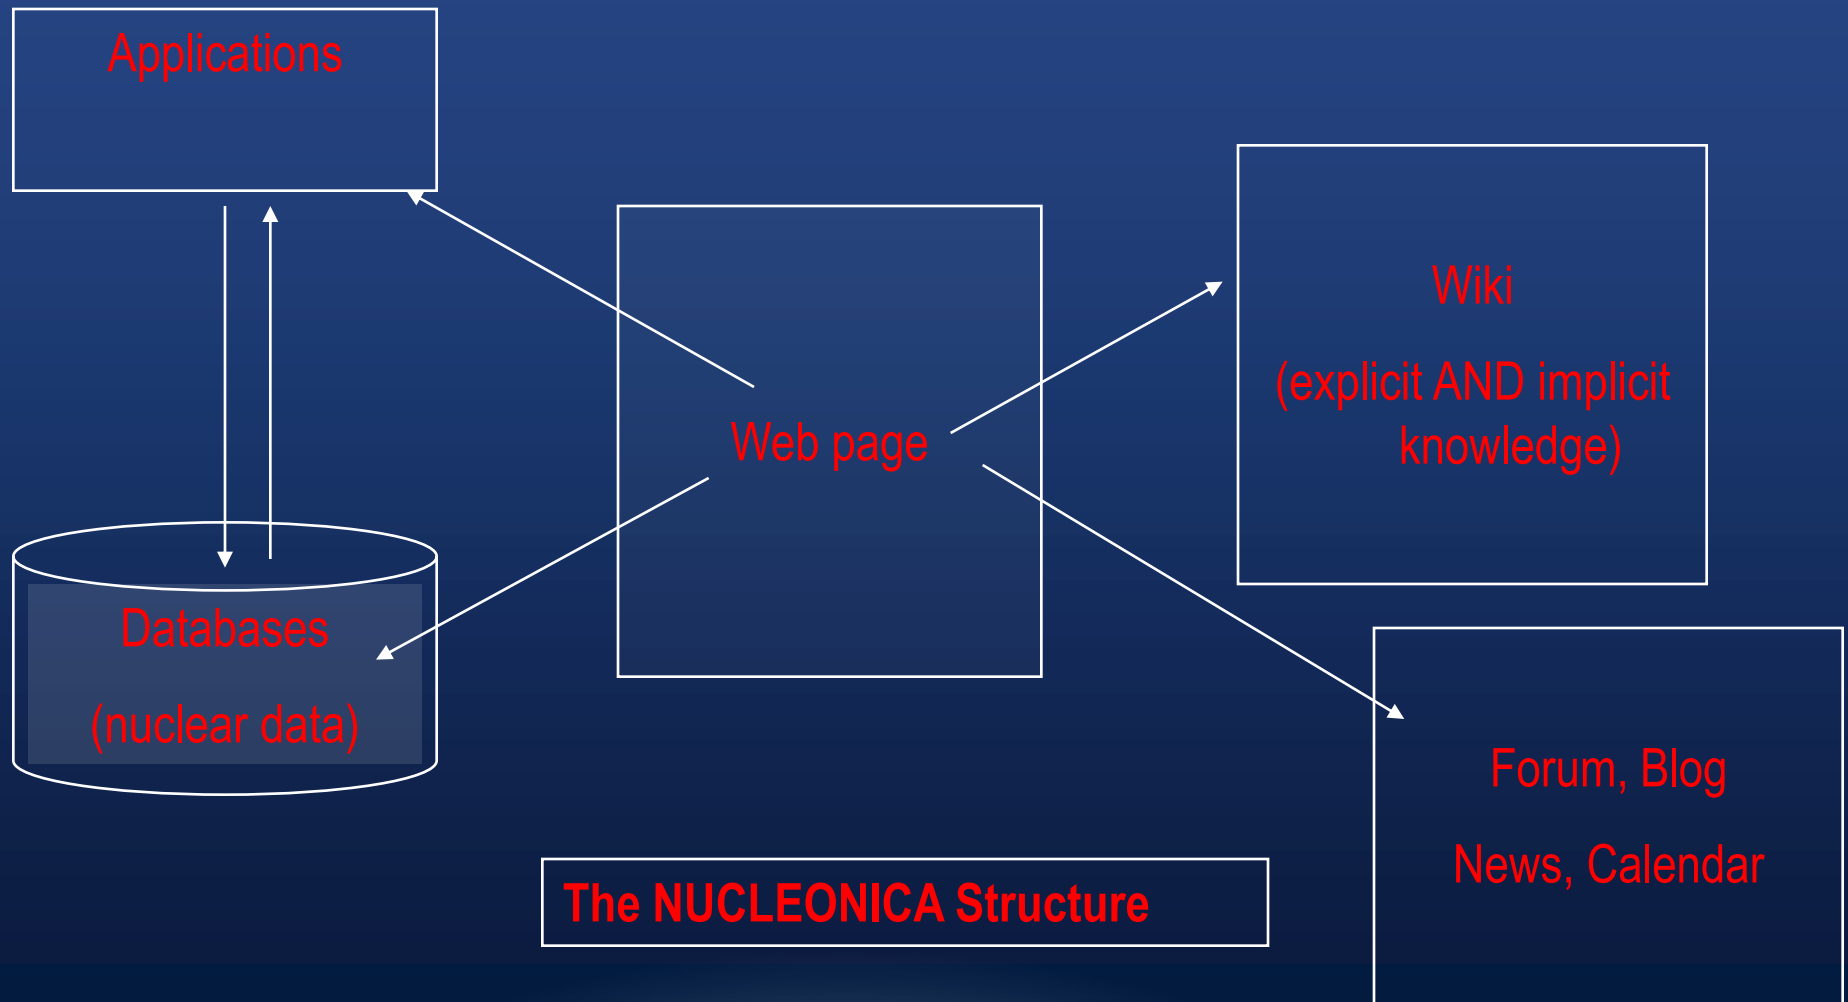 Applications
Wiki
(explicit AND implicit
knowledge)
Web page
Databases
(nuclear data)
Forum, Blog
News, Calendar
The NUCLEONICA Structure